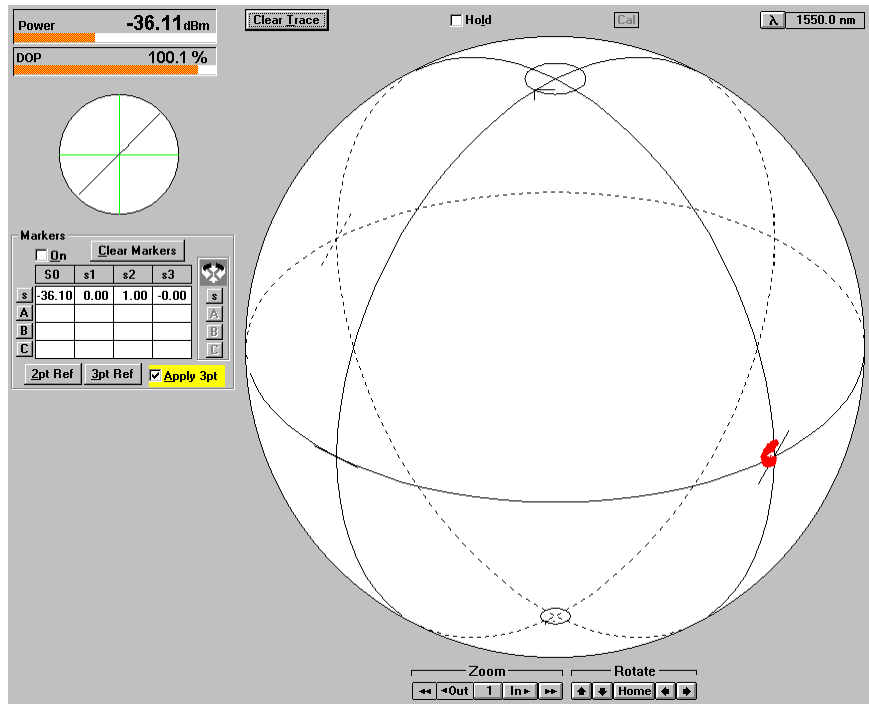 Power -36.11 dBm
DOP 100.1 %
Clear Trace
Hold
Cal
λ 1550.0 nm
Markers
On
Clear Markers
S0 s1 s2 s3
s -36.10 0.00 1.00 -0.00 s
A A
B B
C C
2pt Ref 3pt Ref Apply 3pt
Zoom Rotate
Out 1 In Home